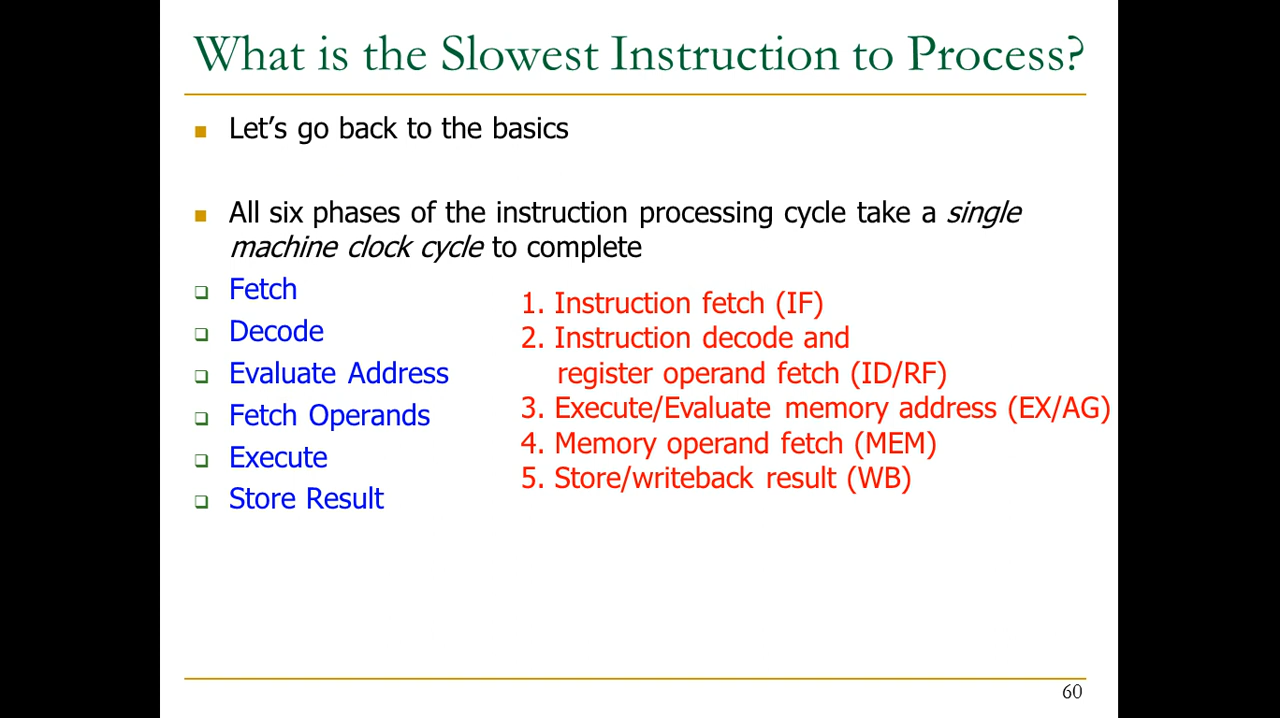 What is the Slowest Instruction to Process?
Let's go back to the basics
All six phases of the instruction processing cycle take a single
machine clock cycle to complete
Fetch
Decode
Evaluate Address
Fetch Operands
Execute
Store Result
1. Instruction fetch (IF)
2. Instruction decode and
register operand fetch (ID/RF)
3. Execute/Evaluate memory address (EX/AG)
4. Memory operand fetch (MEM)
5. Store/writeback result (WB)
60